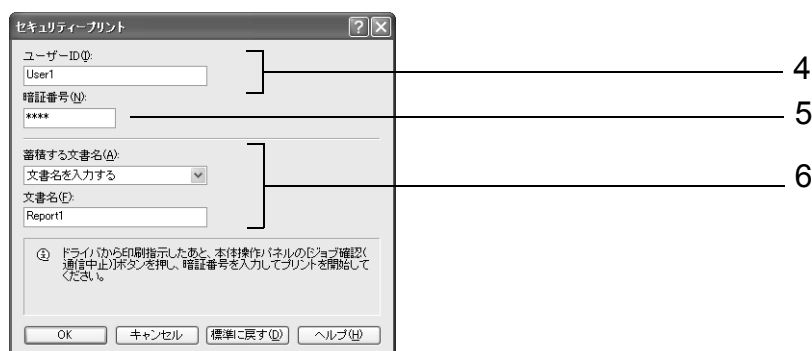 セキュリティープリント
ユーザーID(I):
User1
4
暗証番号(N):
****
5
蓄積する文書名(A):
文書名を入力する
6
文書名(F):
Report1
ドライバから印刷指示したあと、本体操作パネルの[ジョブ確認(
通信中止)]ボタンを押し、暗証番号を入力してプリントを開始して
ください。
OK キャンセル 標準に戻す(D) ヘルプ(H)